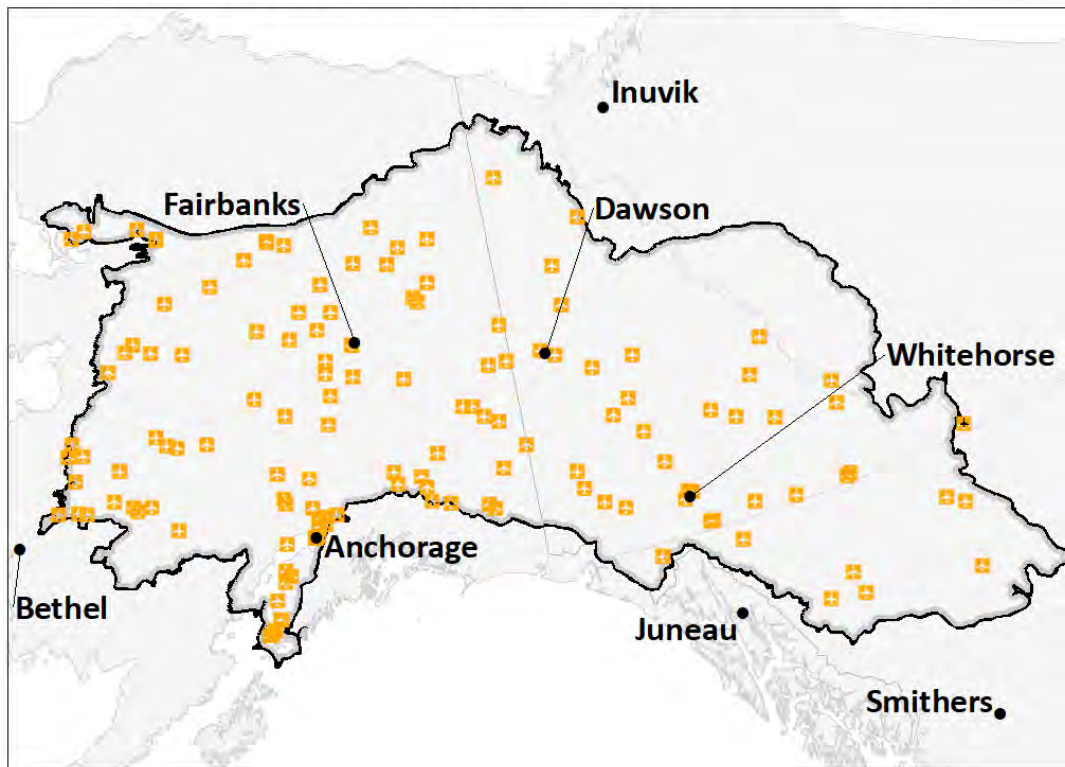 Inuvik
Fairbanks
Dawson
Whitehorse
Anchorage
Bethel
Juneau
Smithers